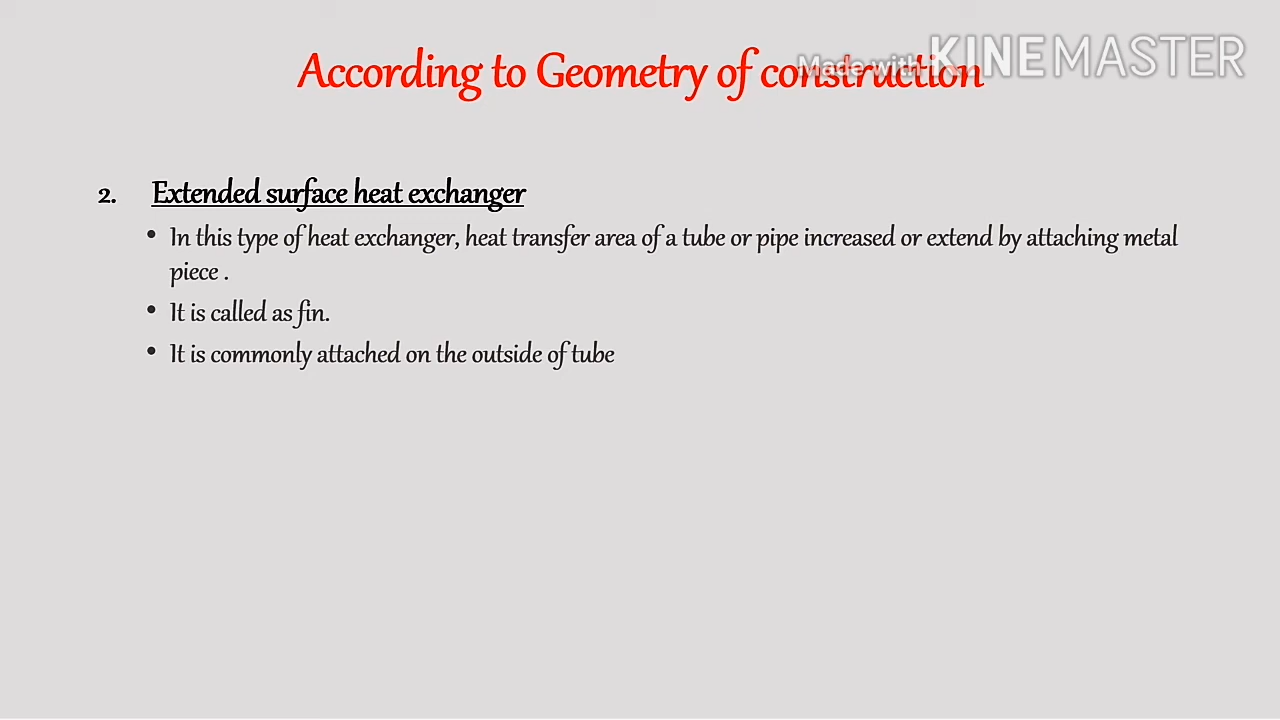 According to Geometry of construction
Made with KINEMASTER
2. Extended surface heat exchanger
• In this type of heat exchanger, heat transfer area of a tube or pipe increased or extend by attaching metal
piece .
• It is called as fin.
• It is commonly attached on the outside of tube